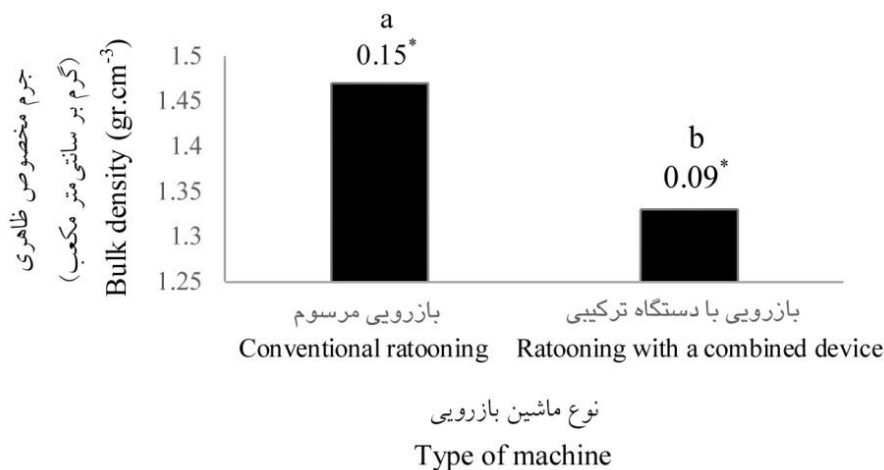 جرم مخصوص ظاهری
(گرم بر سانتی‌متر مکعب)
Bulk density (gr.cm-3)
1.5
1.45
1.4
1.35
1.3
1.25
a
0.15*
b
0.09*
بازرویی مرسوم
Conventional ratooning
بازرویی با دستگاه ترکیبی
Ratooning with a combined device
نوع ماشین بازرویی
Type of machine